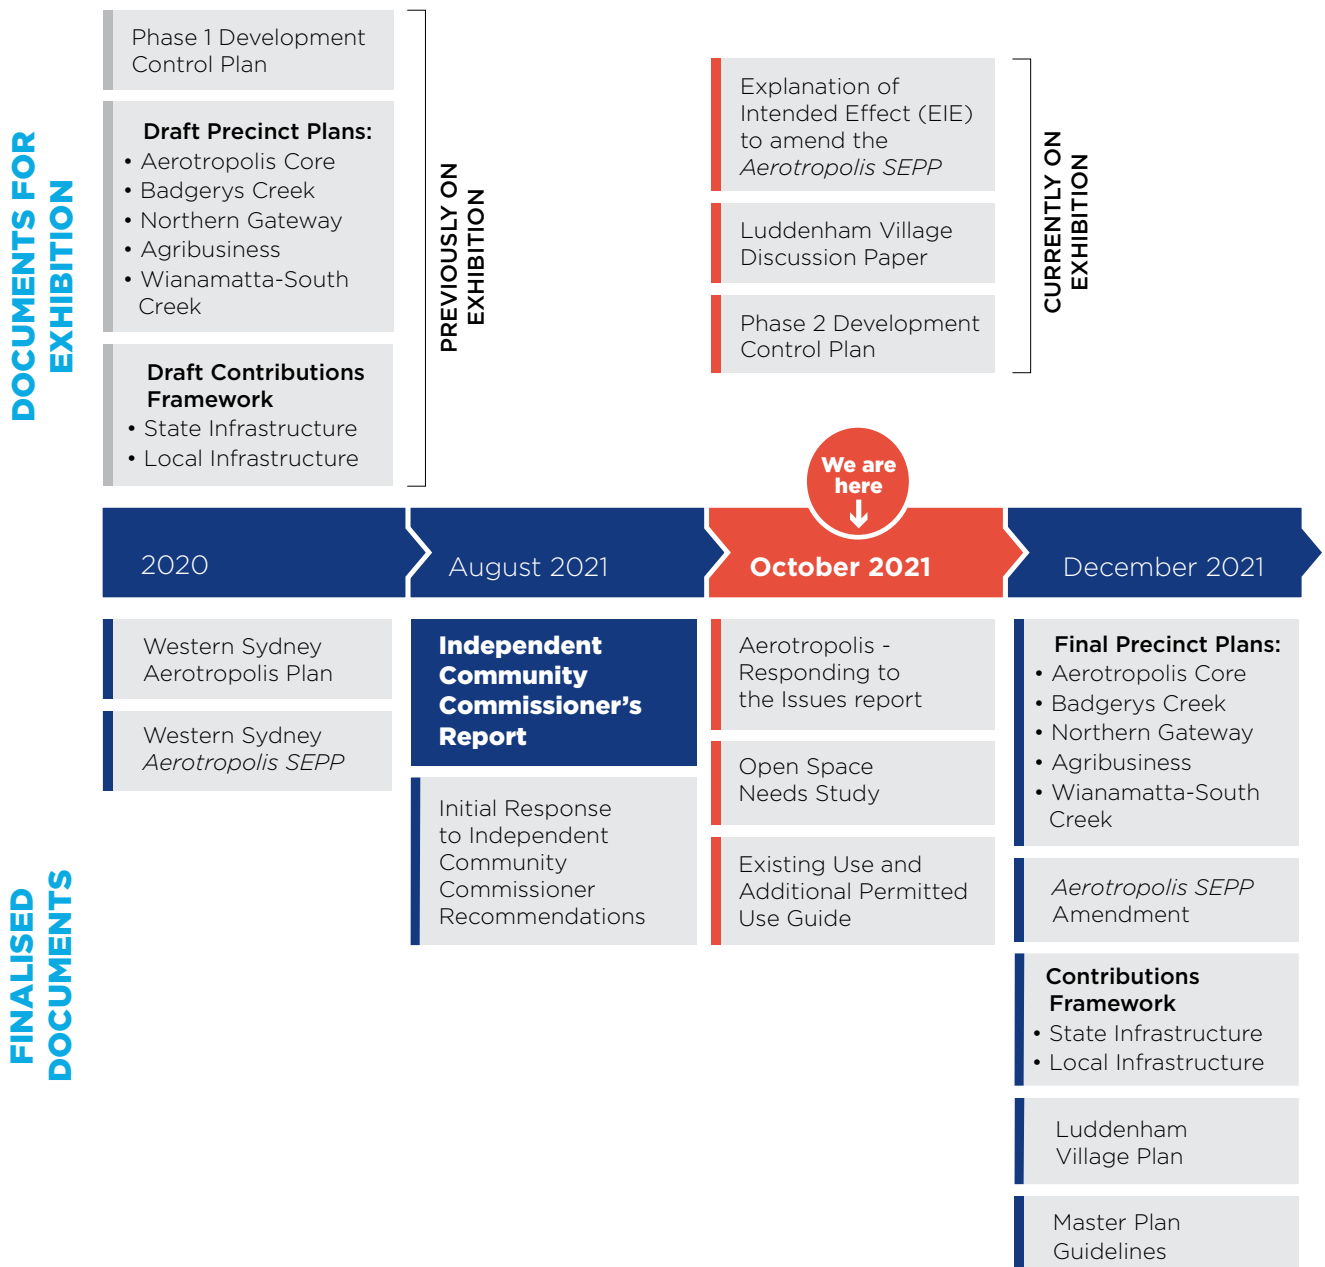 DOCUMENTS FOR
EXHIBITION
Phase 1 Development
Control Plan
Draft Precinct Plans:
• Aerotropolis Core
• Badgerys Creek
• Northern Gateway
• Agribusiness
• Wianamatta-South
Creek
Draft Contributions
Framework
• State Infrastructure
• Local Infrastructure
PREVIOUSLY ON
EXHIBITION
Explanation of
Intended Effect (EIE)
to amend the
Aerotropolis SEPP
Luddenham Village
Discussion Paper
Phase 2 Development
Control Plan
CURRENTLY ON
EXHIBITION
We are
here
2020
August 2021
October 2021
December 2021
FINALISED
DOCUMENTS
Western Sydney
Aerotropolis Plan
Western Sydney
Aerotropolis SEPP
Independent
Community
Commissioner's
Report
Initial Response
to Independent
Community
Commissioner
Recommendations
Aerotropolis -
Responding to
the Issues report
Open Space
Needs Study
Existing Use and
Additional Permitted
Use Guide
Final Precinct Plans:
• Aerotropolis Core
• Badgerys Creek
• Northern Gateway
• Agribusiness
• Wianamatta-South
Creek
Aerotropolis SEPP
Amendment
Contributions
Framework
• State Infrastructure
• Local Infrastructure
Luddenham
Village Plan
Master Plan
Guidelines